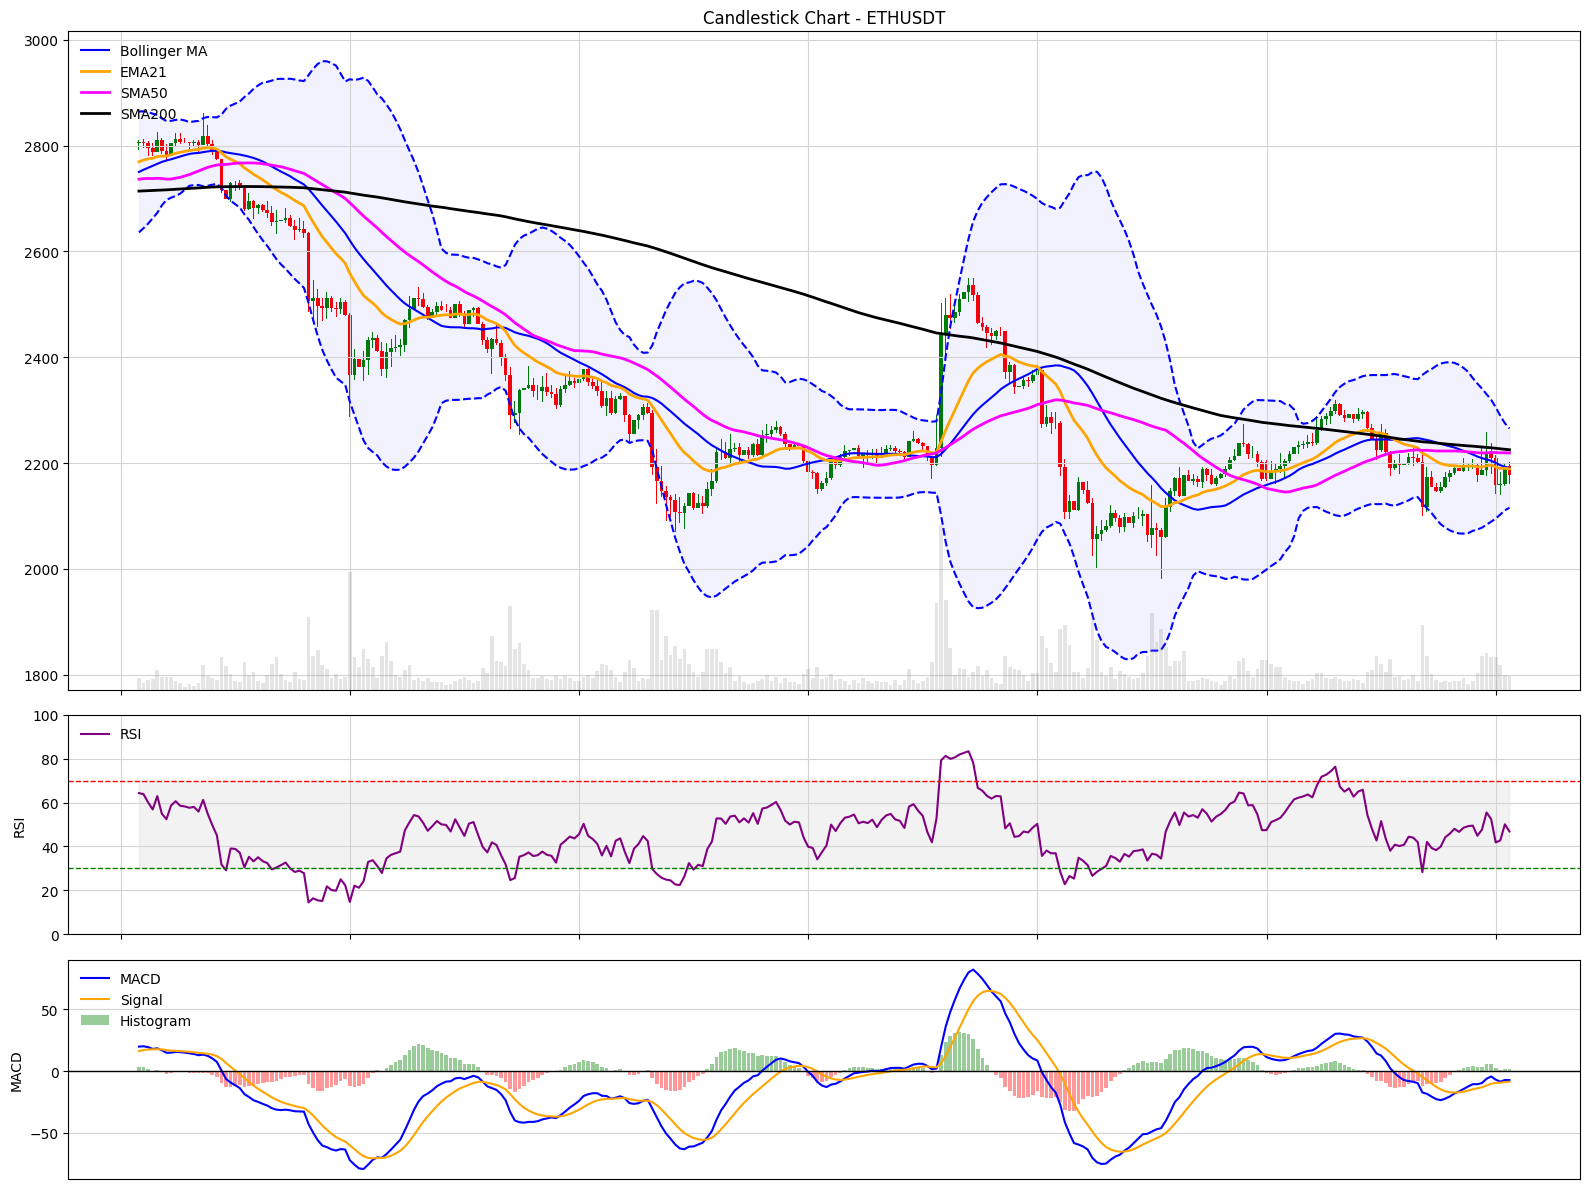 Candlestick Chart - ETHUSDT
Bollinger MA
EMA21
SMA50
SMA200
3000
2800
2600
2400
2200
2000
1800
RSI
RSI
100
80
60
40
20
0
MACD
Signal
Histogram
MACD
50
0
−50